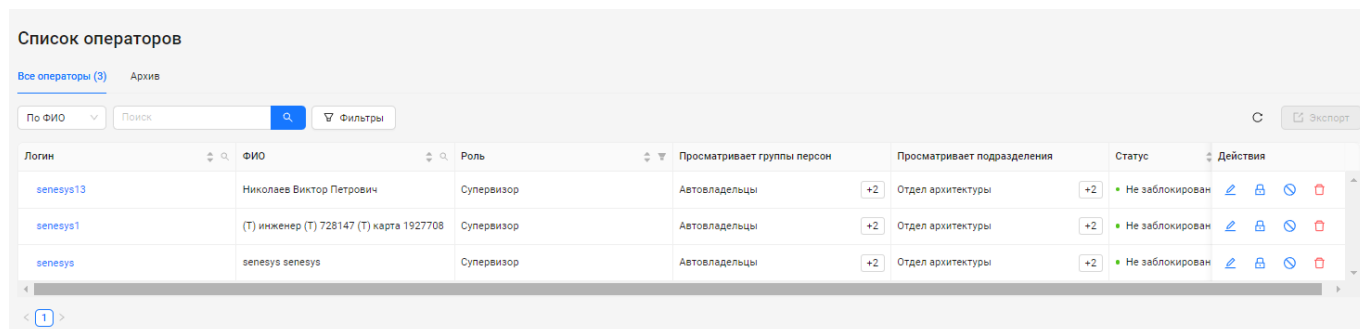 Список операторов
Все операторы (3) Архив
По ФИО Поиск Фильтры Экспорт
Логин ФИО Роль Просматривает группы персон Просматривает подразделения Статус Действия
senesys13 Николаев Виктор Петрович Супервизор Автовладельцы +2 Отдел архитектуры +2 Не заблокирован
senesys1 (Т) инженер (Т) 728147 (Т) карта 1927708 Супервизор Автовладельцы +2 Отдел архитектуры +2 Не заблокирован
senesys senesys senesys Супервизор Автовладельцы +2 Отдел архитектуры +2 Не заблокирован
< 1 >